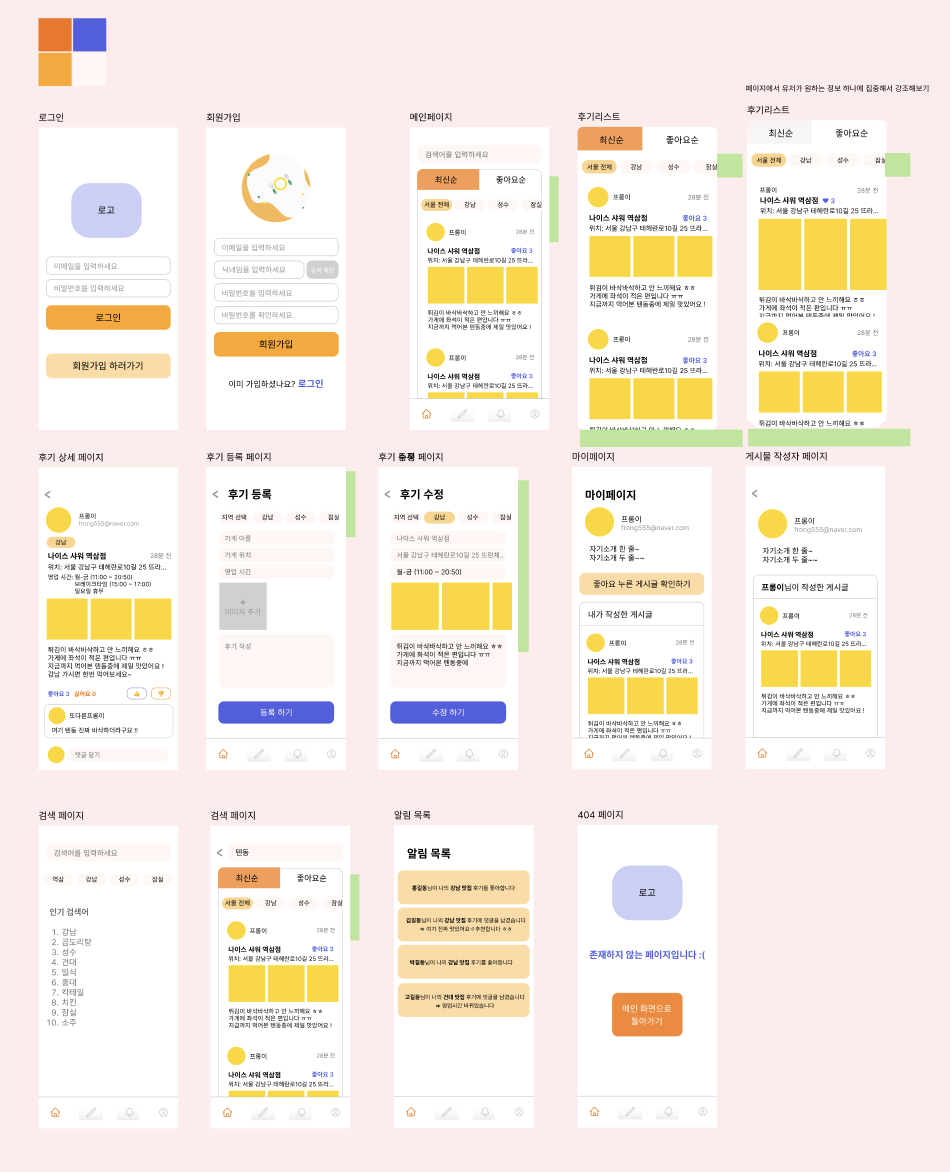 페이지에서 유저가 원하는 정보 하나에 집중해서 강조해보기
로그인
로고
이메일을 입력하세요
비밀번호를 입력하세요
로그인
회원가입 하러가기
회원가입
이메일을 입력하세요
닉네임을 입력하세요
중복 확인
비밀번호를 입력하세요
비밀번호를 확인하세요
회원가입
이미 가입하셨나요? 로그인
메인페이지
검색어를 입력하세요
최신순 좋아요순
서울 전체 강남 성수 잠실
프롱이 28분 전
나이스 샤워 역삼점 좋아요 3
위치: 서울 강남구 테헤란로10길 25 뜨라...
튀김이 바삭바삭하고 안 느끼해요 ㅎㅎ
가게에 좌석이 적은 편입니다 ㅠㅠ
지금까지 먹어본 텐동중에 제일 맛있어요 !
프롱이 28분 전
나이스 샤워 역삼점 좋아요 3
위치: 서울 강남구 테헤란로10길 25 뜨라...
후기리스트
최신순 좋아요순
서울 전체 강남 성수 잠실
28분 전
나이스 샤워 역삼점 좋아요 3
위치: 서울 강남구 테헤란로10길 25 뜨라...
튀김이 바삭바삭하고 안 느끼해요 ㅎㅎ
가게에 좌석이 적은 편입니다 ㅠㅠ
지금까지 먹어본 텐동중에 제일 맛있어요 !
프롱이 28분 전
나이스 샤워 역삼점 좋아요 3
위치: 서울 강남구 테헤란로10길 25 뜨라...
튀김이 바삭바삭하고 안 느끼해요 ㅎㅎ
후기리스트
최신순 좋아요순
서울 전체 강남 성수 잠실
프롱이 28분 전
나이스 샤워 역삼점 ♥ 3
위치: 서울 강남구 테헤란로10길 25 뜨라...
튀김이 바삭바삭하고 안 느끼해요 ㅎㅎ
가게에 좌석이 적은 편입니다 ㅠㅠ
지금까지 먹어본 텐동중에 제일 맛있어요 !
프롱이 28분 전
나이스 샤워 역삼점 좋아요 3
위치: 서울 강남구 테헤란로10길 25 뜨라...
튀김이 바삭바삭하고 안 느끼해요 ㅎㅎ
후기 상세 페이지
<
프롱이
frong555@naver.com
강남
나이스 샤워 역삼점 28분 전
위치: 서울 강남구 테헤란로10길 25 뜨라...
영업 시간: 월-금 (11:00 ~ 20:50)
브레이크타임 (15:00 ~ 17:00)
일요일 휴무
튀김이 바삭바삭하고 안 느끼해요 ㅎㅎ
가게에 좌석이 적은 편입니다 ㅠㅠ
지금까지 먹어본 텐동중에 제일 맛있어요 !
강남 가시면 한번 먹어보세요~
좋아요 3 싫어요 0 👍 👎
또다른프롱이
여기 텐동 진짜 바삭하더라구요 !!
댓글 달기
후기 등록 페이지
< 후기 등록
지역 선택 강남 성수 잠실
가게 이름
가게 위치
영업 시간
+
이미지 추가
후기 작성
등록 하기
후기 수정 페이지
< 후기 수정
지역 선택 강남 성수 잠실
나이스 샤워 역삼점
서울 강남구 테헤란로10길 25 뜨란체...
월-금 (11:00 ~ 20:50)
튀김이 바삭바삭하고 안 느끼해요 ㅎㅎ
가게에 좌석이 적은 편입니다 ㅠㅠ
지금까지 먹어본 텐동중에
수정 하기
마이페이지
마이페이지
프롱이
frong555@naver.com
자기소개 한 줄~
자기소개 두 줄~~
좋아요 누른 게시글 확인하기
내가 작성한 게시글
프롱이 28분 전
나이스 샤워 역삼점 좋아요 3
위치: 서울 강남구 테헤란로10길 25 뜨라...
튀김이 바삭바삭하고 안 느끼해요 ㅎㅎ
가게에 좌석이 적은 편입니다 ㅠㅠ
지금까지 먹어본 텐동중에 제일 맛있어요 !
게시물 작성자 페이지
<
프롱이
frong555@naver.com
자기소개 한 줄~
자기소개 두 줄~~
프롱이님이 작성한 게시글
프롱이 28분 전
나이스 샤워 역삼점 좋아요 3
위치: 서울 강남구 테헤란로10길 25 뜨라...
튀김이 바삭바삭하고 안 느끼해요 ㅎㅎ
가게에 좌석이 적은 편입니다 ㅠㅠ
지금까지 먹어본 텐동중에 제일 맛있어요 !
검색 페이지
검색어를 입력하세요
역삼 강남 성수 잠실
인기 검색어
1. 강남
2. 곱도리탕
3. 성수
4. 건대
5. 일식
6. 홍대
7. 칵테일
8. 치킨
9. 잠실
10. 소주
검색 페이지
< 텐동
최신순 좋아요순
서울 전체 강남 성수 잠실
프롱이 28분 전
나이스 샤워 역삼점 좋아요 3
위치: 서울 강남구 테헤란로10길 25 뜨라...
튀김이 바삭바삭하고 안 느끼해요 ㅎㅎ
가게에 좌석이 적은 편입니다 ㅠㅠ
지금까지 먹어본 텐동중에 제일 맛있어요 !
프롱이 28분 전
나이스 샤워 역삼점 좋아요 3
위치: 서울 강남구 테헤란로10길 25 뜨라...
알림 목록
알림 목록
홍길동님이 나의 강남 맛집 후기를 좋아합니다
김길동님이 나의 강남 맛집 후기에 댓글을 남겼습니다
⇒ 여기 진짜 맛있어요~! 추천합니다 ㅎㅎ
박길동님이 나의 강남 맛집 후기를 싫어합니다
고길동님이 나의 건대 맛집 후기에 댓글을 남겼습니다
⇒ 영업시간 바뀌었습니다
404 페이지
로고
존재하지 않는 페이지입니다 :(
메인 화면으로
돌아가기